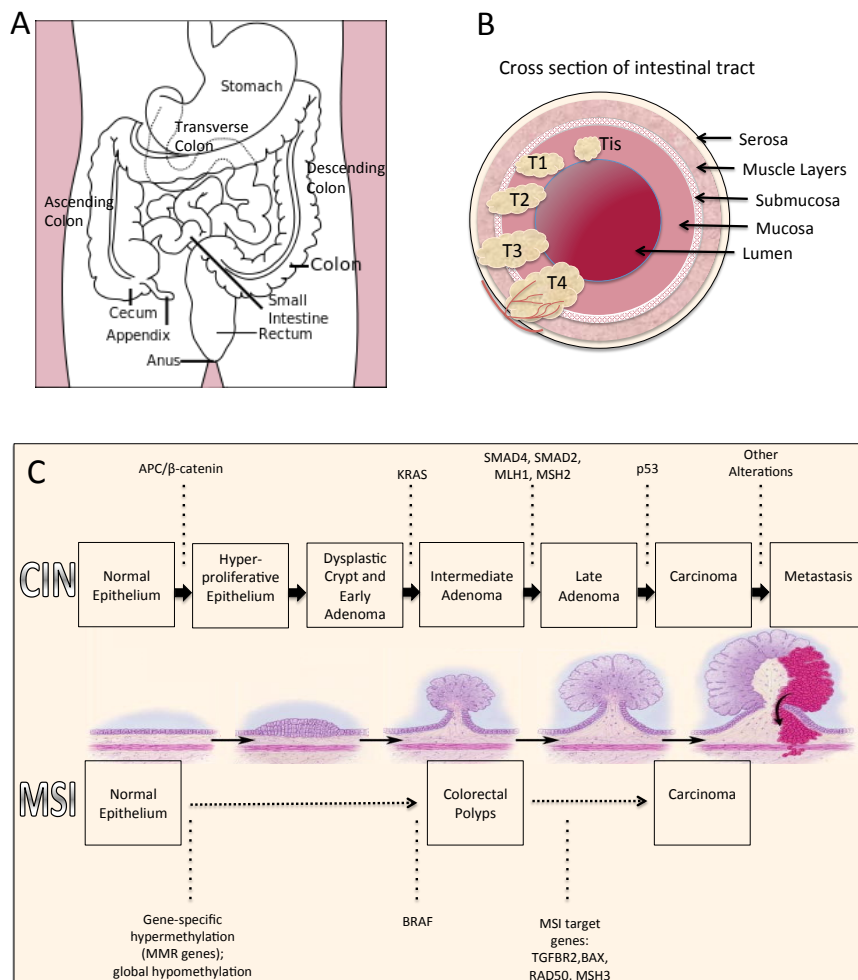 A
Stomach
Transverse
Colon
Descending
Colon
Ascending
Colon
Colon
Small
Intestine
Cecum
Appendix
Rectum
Anus
B
Cross section of intestinal tract
Tis
T1
T2
T3
T4
Serosa
Muscle Layers
Submucosa
Mucosa
Lumen
C
APC/β-catenin
KRAS
SMAD4, SMAD2,
MLH1, MSH2
p53
Other
Alterations
CIN
Normal
Epithelium
Hyper-
proliferative
Epithelium
Dysplastic
Crypt and
Early
Adenoma
Intermediate
Adenoma
Late
Adenoma
Carcinoma
Metastasis
MSI
Normal
Epithelium
Colorectal
Polyps
Carcinoma
Gene-specific
hypermethylation
(MMR genes);
global hypomethylation
BRAF
MSI target
genes:
TGFBR2,BAX,
RAD50, MSH3